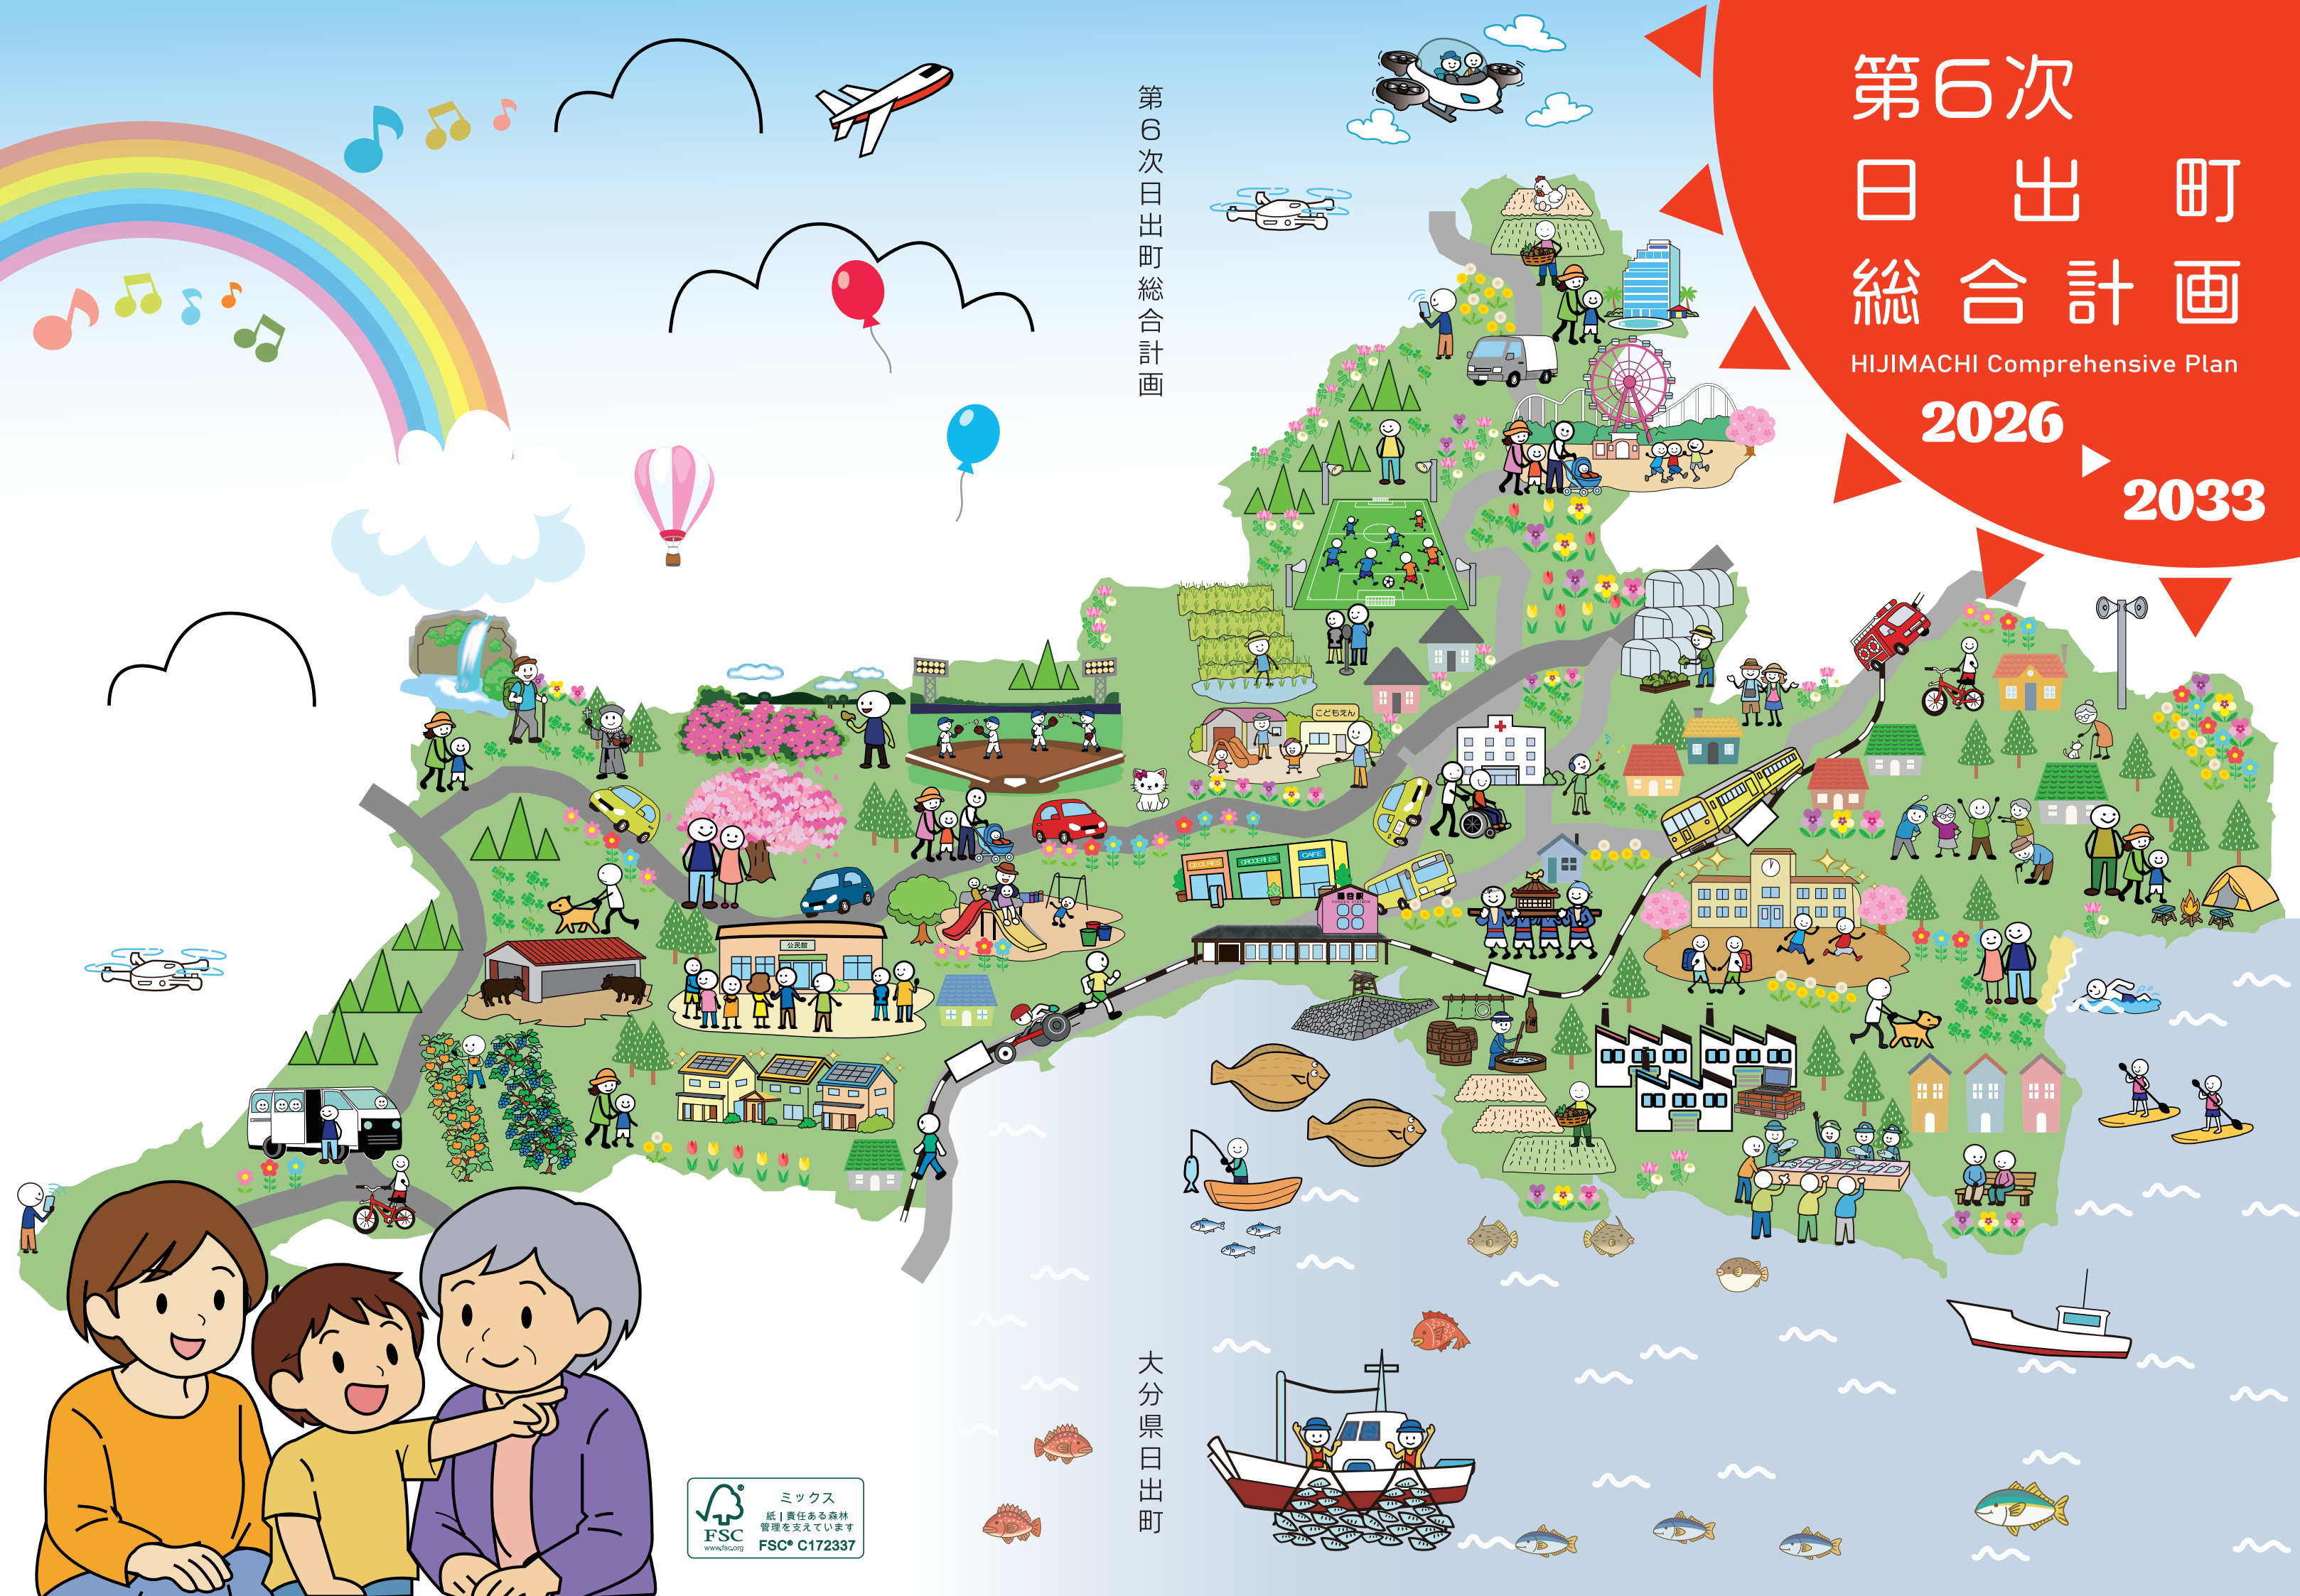 第6次
日出町
総合計画
HIJIMACHI Comprehensive Plan
2026
2033
第6次日出町総合計画
大分県日出町
こどもえん
GROCERIES
CAFE
公民館
FSC
www.fsc.org
ミックス
紙 | 責任ある森林
管理を支えています
FSC® C172337